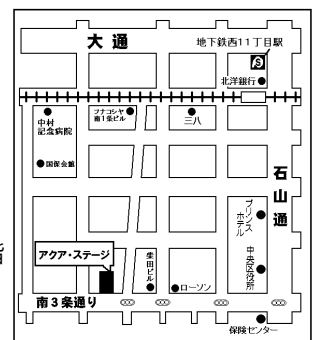 大通
地下鉄西11丁目駅
S
北洋銀行
中村
記念病院
フナコシヤ
南1条ビル
三八
国保会館
石山通
プリンス
ホテル
中央区役所
アクア・ステージ
柴田ビル
ローソン
南3条通り
保険センター